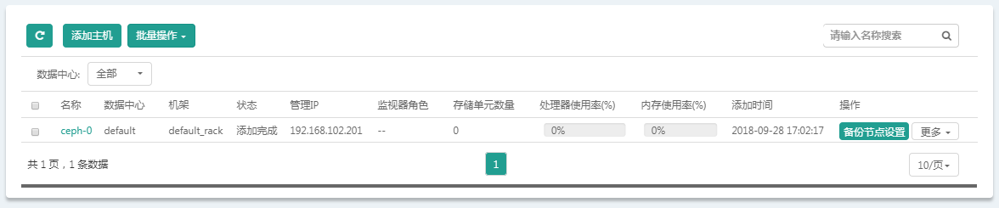 添加主机 批量操作 请输入名称搜索
数据中心: 全部
名称 数据中心 机架 状态 管理IP 监视器角色 存储单元数量 处理器使用率(%) 内存使用率(%) 添加时间 操作
ceph-0 default default_rack 添加完成 192.168.102.201 -- 0 0% 0% 2018-09-28 17:02:17 备份节点设置 更多
共 1 页，1 条数据 1 10/页